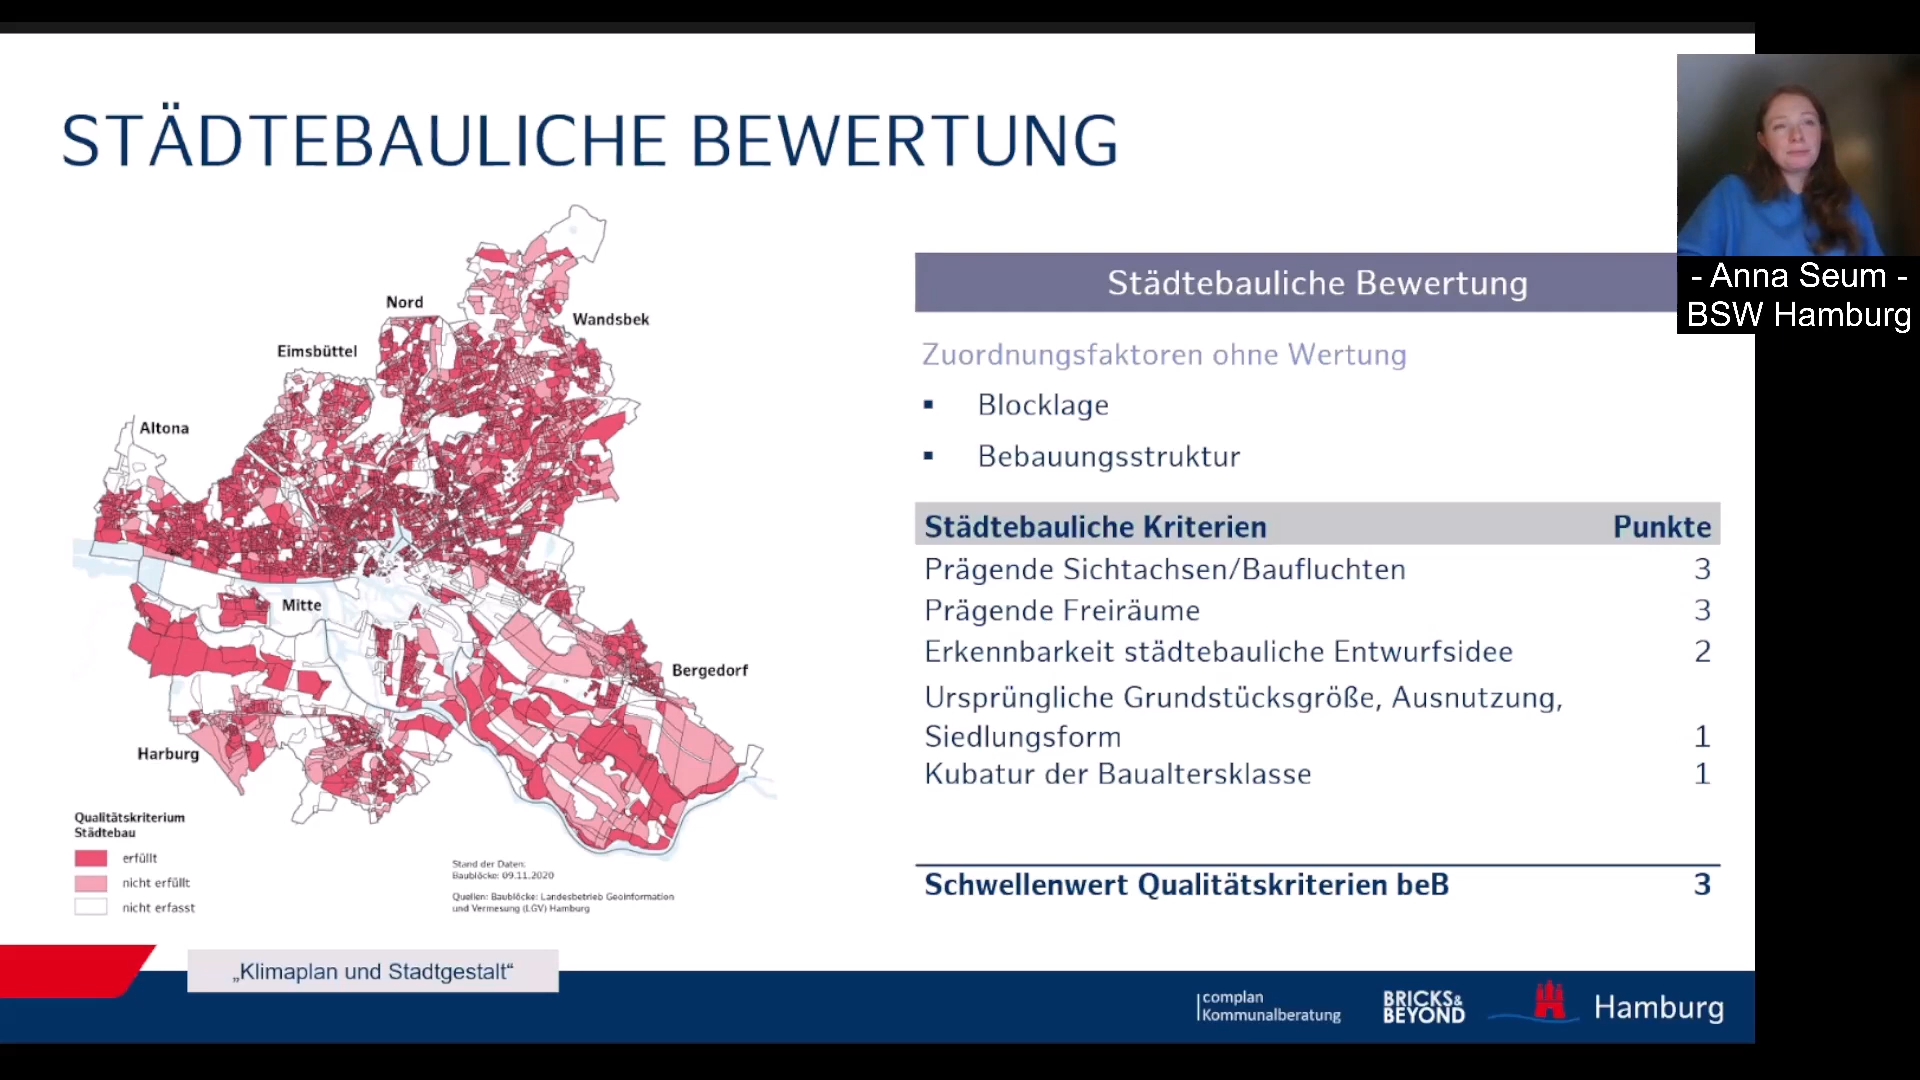 STÄDTEBAULICHE BEWERTUNG
Nord
Wandsbek
Eimsbüttel
Altona
Mitte
Bergedorf
Harburg
Qualitätskriterium
Städtebau
erfüllt
nicht erfüllt
nicht erfasst
Stand der Daten:
Baublöcke: 09.11.2020
Quellen: Baublöcke: Landesbetrieb Geoinformation
und Vermesung (LGV) Hamburg
Städtebauliche Bewertung
Zuordnungsfaktoren ohne Wertung
▪ Blocklage
▪ Bebauungsstruktur
Städtebauliche Kriterien Punkte
Prägende Sichtachsen/Baufluchten 3
Prägende Freiräume 3
Erkennbarkeit städtebauliche Entwurfsidee 2
Ursprüngliche Grundstücksgröße, Ausnutzung,
Siedlungsform 1
Kubatur der Baualtersklasse 1
Schwellenwert Qualitätskriterien beB 3
- Anna Seum -
BSW Hamburg
„Klimaplan und Stadtgestalt“
complan
Kommunalberatung
BRICKS&
BEYOND
Hamburg